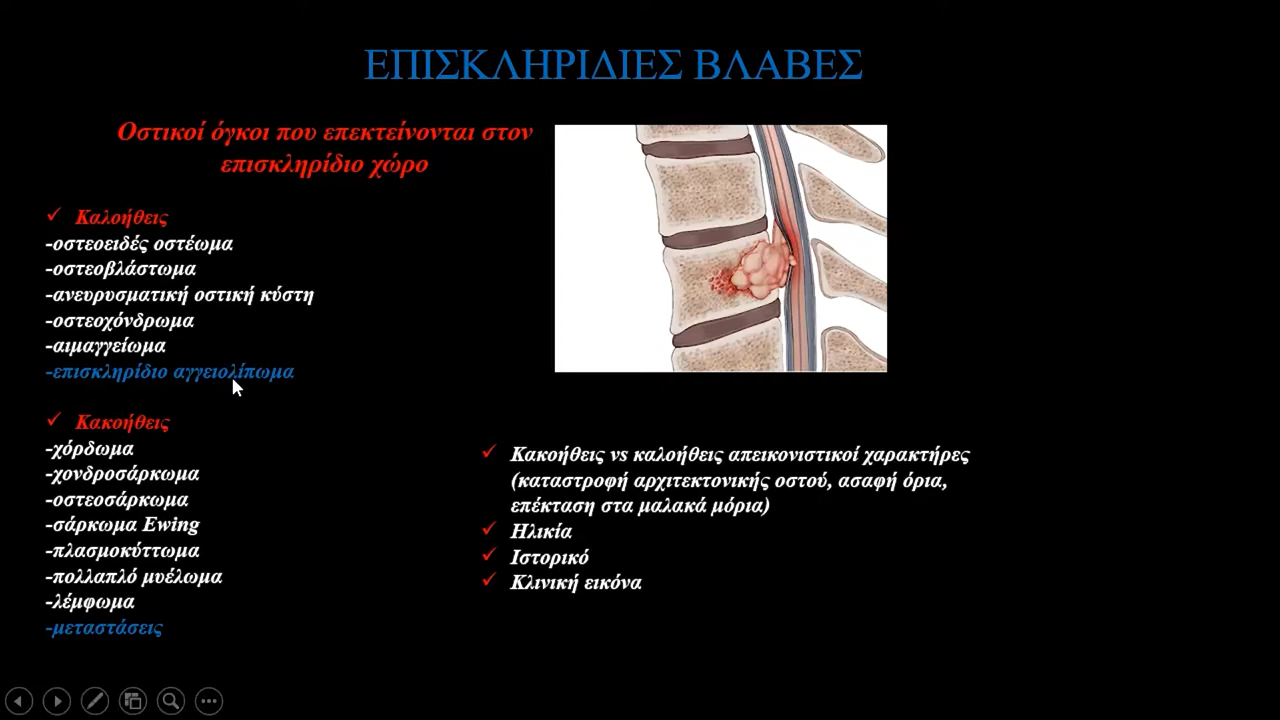 ΕΠΙΣΚΛΗΡΙΔΙΕΣ ΒΛΑΒΕΣ
Οστικοί όγκοι που επεκτείνονται στον
επισκληρίδιο χώρο
✓ Καλοήθεις
-οστεοειδές οστέωμα
-οστεοβλάστωμα
-ανευρυσματική οστική κύστη
-οστεοχόνδρωμα
-αιμαγγείωμα
-επισκληρίδιο αγγειολίπωμα
✓ Κακοήθεις
-χόρδωμα
-χονδροσάρκωμα
-οστεοσάρκωμα
-σάρκωμα Ewing
-πλασμοκύττωμα
-πολλαπλό μυέλωμα
-λέμφωμα
-μεταστάσεις
✓ Κακοήθεις vs καλοήθεις απεικονιστικοί χαρακτήρες
(καταστροφή αρχιτεκτονικής οστού, ασαφή όρια,
επέκταση στα μαλακά μόρια)
✓ Ηλικία
✓ Ιστορικό
✓ Κλινική εικόνα